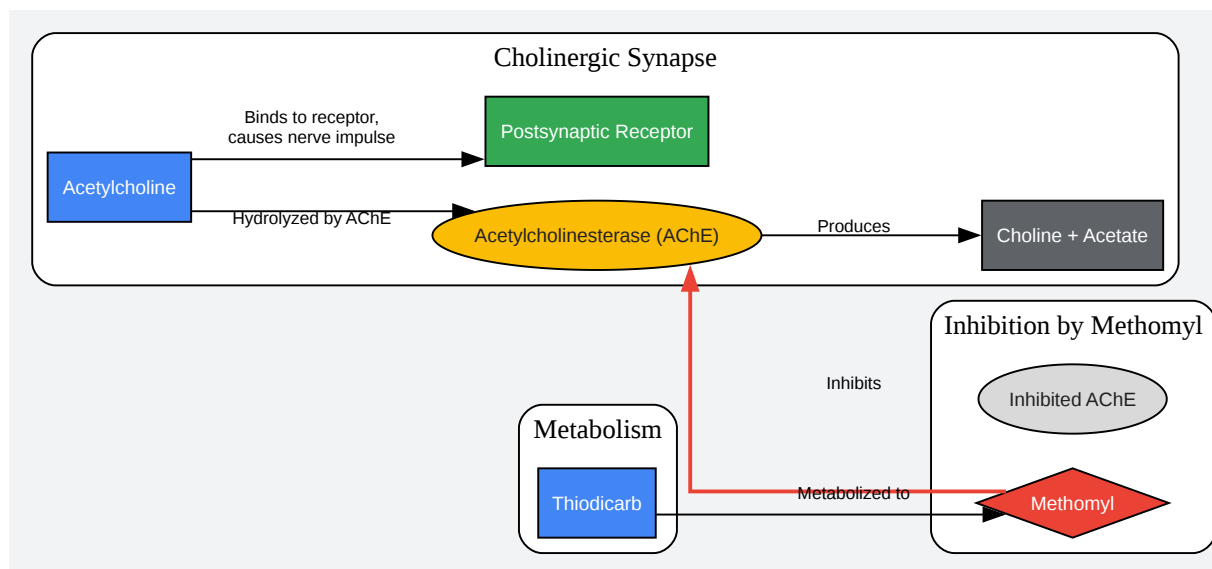 Cholinergic Synapse
Binds to receptor,
causes nerve impulse
Postsynaptic Receptor
Acetylcholine
Hydrolyzed by AChE
Acetylcholinesterase (AChE)
Produces
Choline + Acetate
Inhibition by Methomyl
Inhibits
Inhibited AChE
Metabolism
Thiodicarb
Metabolized to
Methomyl